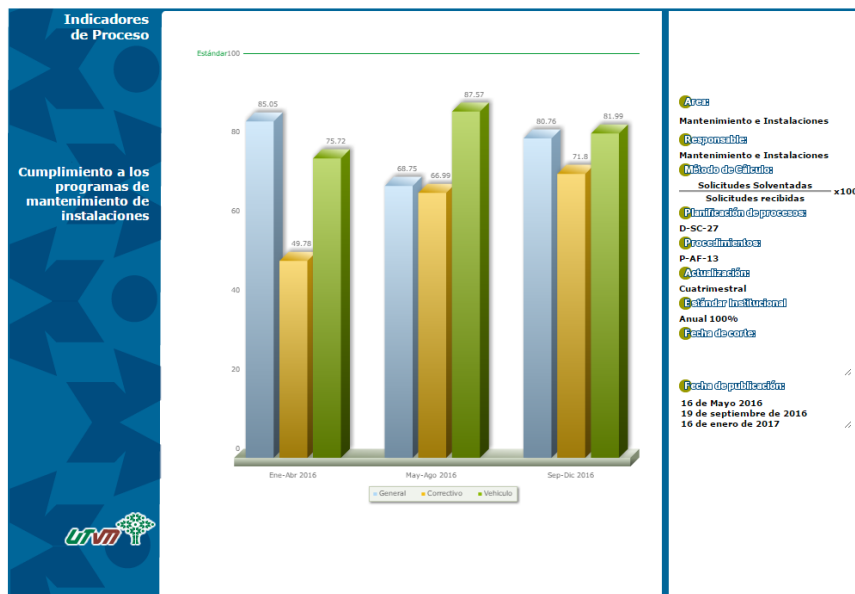 Indicadores
de Proceso
Cumplimiento a los
programas de
mantenimiento de
instalaciones
UTVM
Estándar100
80
60
40
20
0
85.05
49.78
75.72
68.75
66.99
87.57
80.76
71.8
81.99
Ene-Abr 2016
May-Ago 2016
Sep-Dic 2016
General
Correctivo
Vehiculo
Área:
Mantenimiento e Instalaciones
Responsable:
Mantenimiento e Instalaciones
Método de Cálculo:
Solicitudes Solventadas
Solicitudes recibidas
x100
Planificación de procesos:
D-SC-27
Procedimientos:
P-AF-13
Actualización:
Cuatrimestral
Estándar Institucional
Anual 100%
Fecha de corte:
Fecha de publicación:
16 de Mayo 2016
19 de septiembre de 2016
16 de enero de 2017